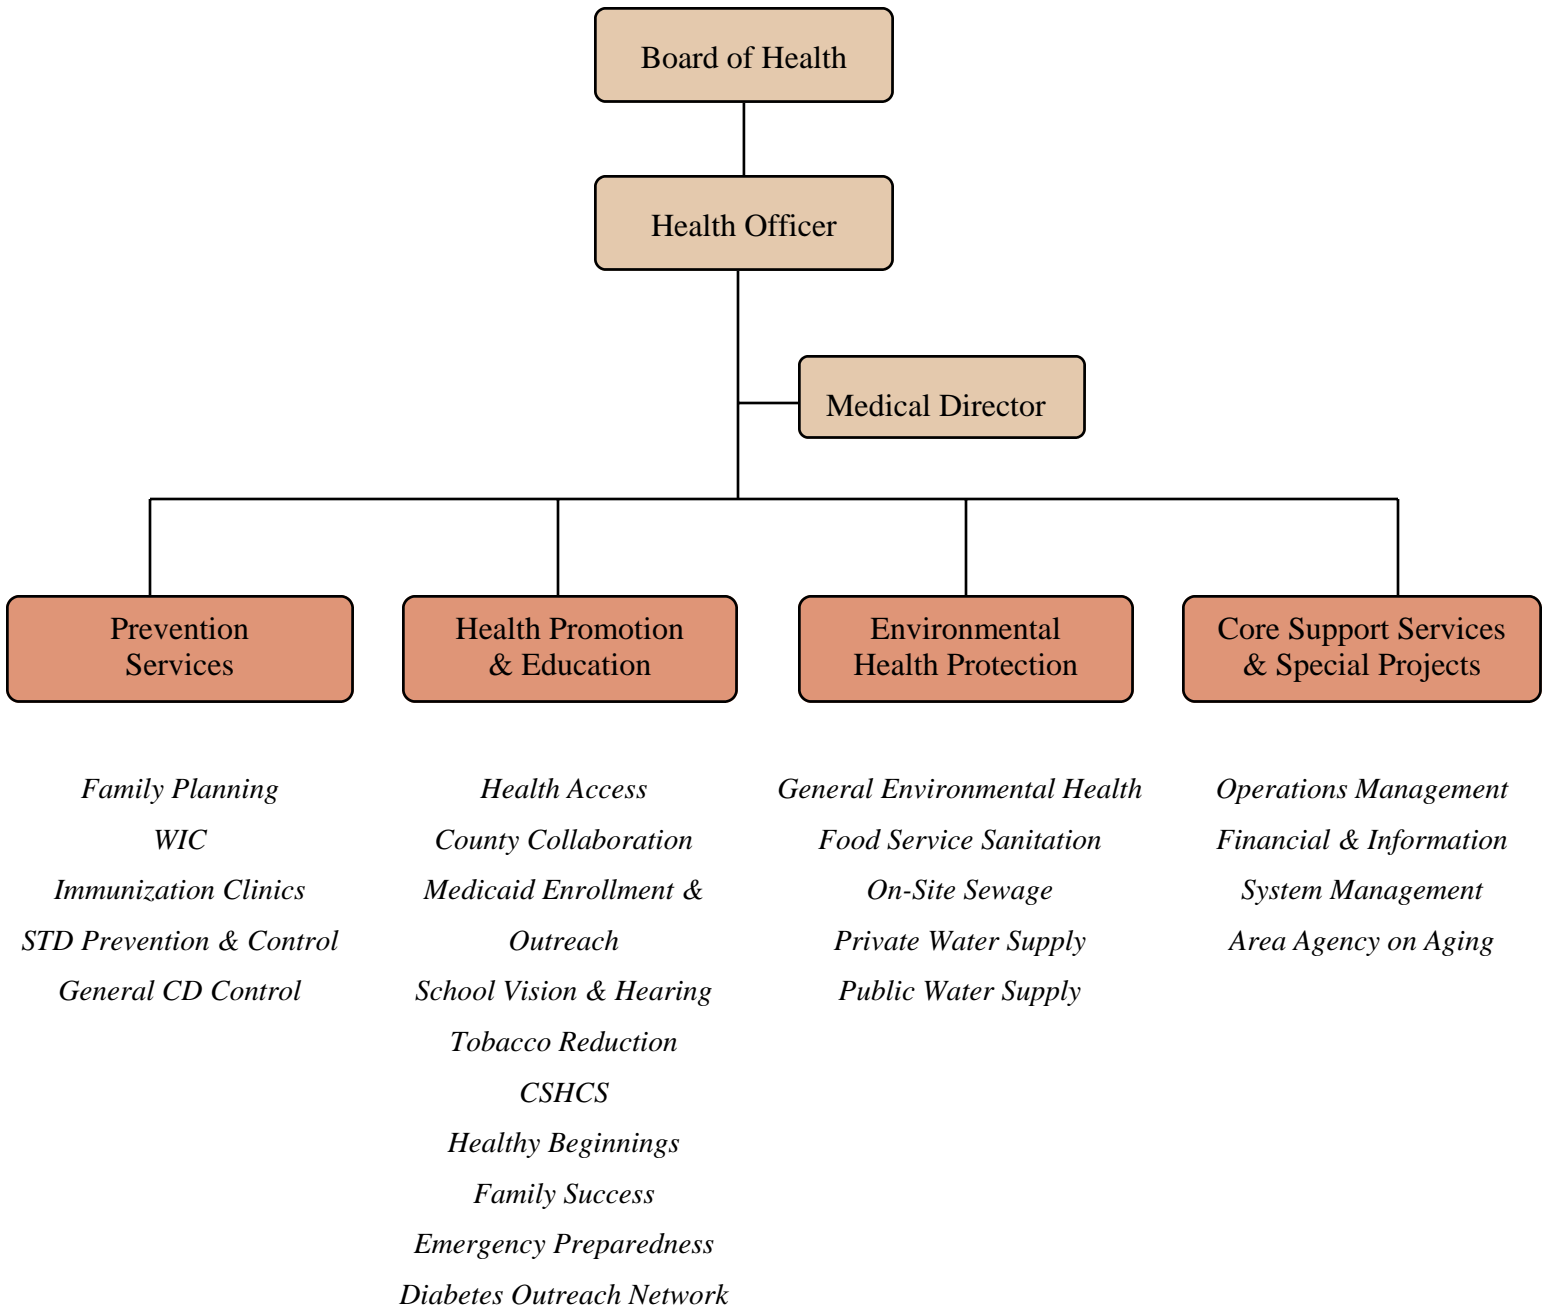 Board of Health
Health Officer
Medical Director
Prevention
Services
Health Promotion
& Education
Environmental
Health Protection
Core Support Services
& Special Projects
Family Planning
WIC
Immunization Clinics
STD Prevention & Control
General CD Control
Health Access
County Collaboration
Medicaid Enrollment &
Outreach
School Vision & Hearing
Tobacco Reduction
CSHCS
Healthy Beginnings
Family Success
Emergency Preparedness
Diabetes Outreach Network
General Environmental Health
Food Service Sanitation
On-Site Sewage
Private Water Supply
Public Water Supply
Operations Management
Financial & Information
System Management
Area Agency on Aging